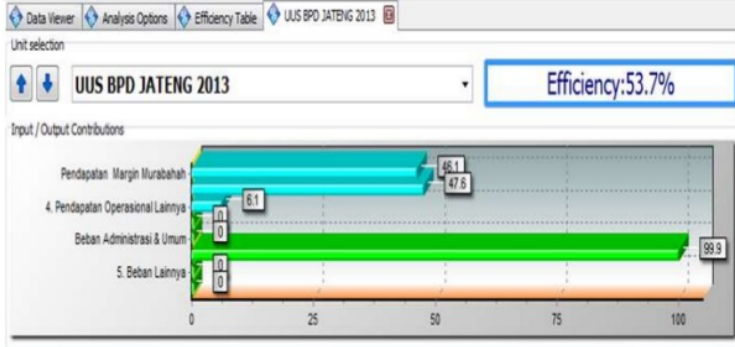 Data Viewer Analysis Options Efficiency Table UUS BPD JATENG 2013
Unit selection
UUS BPD JATENG 2013 Efficiency:53.7%
Input / Output Contributions
Pendapatan Margin Murabahah 46.1
47.6
4. Pendapatan Operasional Lainnya 6.1
0
0
Beban Administrasi & Umum
99.9
5. Beban Lainnya 0
0
0 25 50 75 100